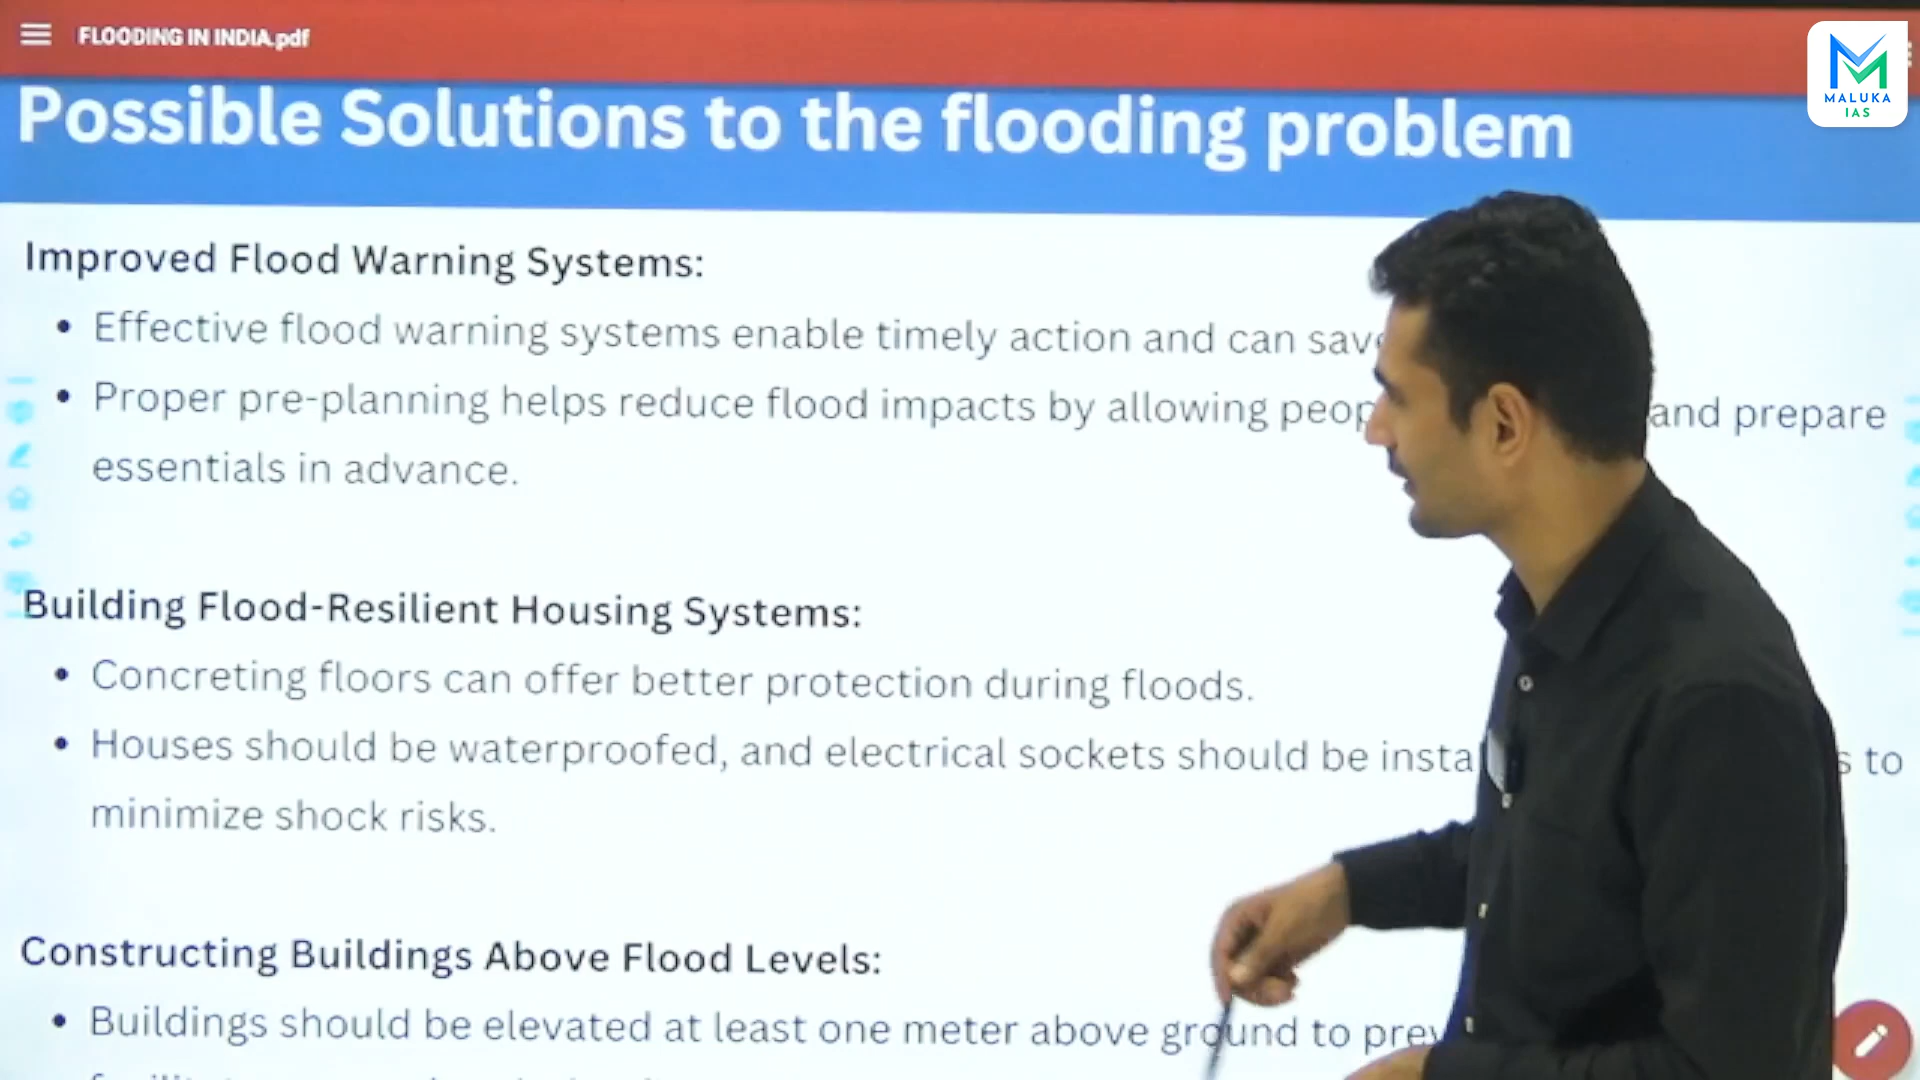 FLOODING IN INDIA.pdf
MALUKA
IAS
Possible Solutions to the flooding problem
Improved Flood Warning Systems:
• Effective flood warning systems enable timely action and can save
• Proper pre-planning helps reduce flood impacts by allowing and prepare
essentials in advance.
Building Flood-Resilient Housing Systems:
• Concreting floors can offer better protection during floods.
• Houses should be waterproofed, and electrical sockets should be to
minimize shock risks.
Constructing Buildings Above Flood Levels:
• Buildings should be elevated at least one meter above ground to